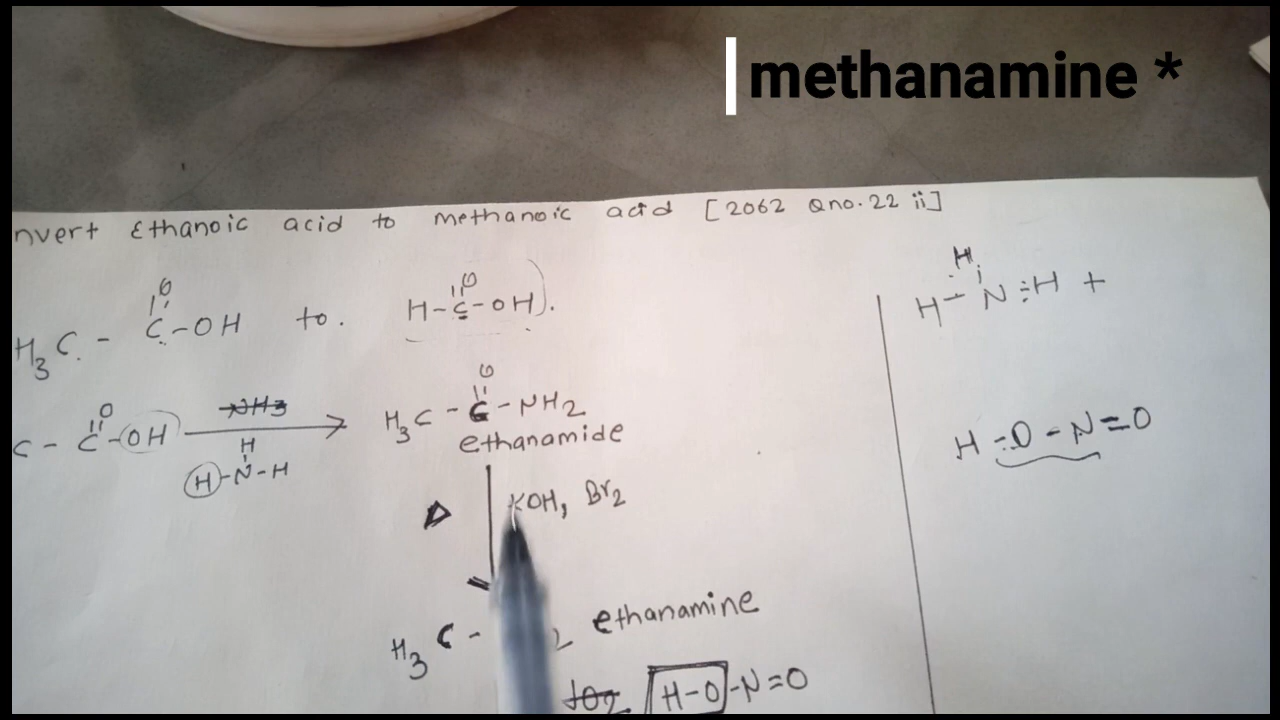 methanamine *
nvert Ethanoic acid to methanoic acid [2062 Qno.22 ii]
O
H3C - C-OH to. H-C-OH).
O
H
H-N:H +
O
C - C-OH NH3 H3C - C-NH2
O
H
H-N-H
ethanamide
H-O-N=O
KOH, Br2
H3C - 2 ethanamine
H-O-N=O